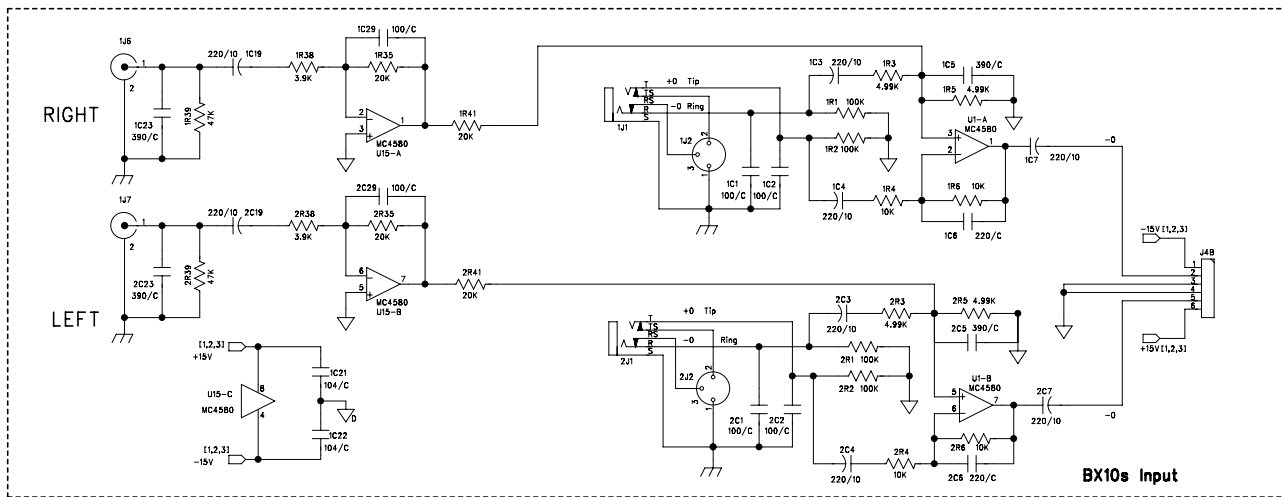 1J6
1
2
RIGHT
1C23
390/C
1R39
47K
220/10 1C19
1R38
3.9K
1C29 100/C
1R35
20K
2
3
1
MC4580
U15-A
1R41
20K
1J7
1
2
LEFT
2C23
390/C
2R39
47K
220/10 2C19
2R38
3.9K
2C29 100/C
2R35
20K
6
5
7
MC4580
U15-B
2R41
20K
[1,2,3]
+15V
U15-C
MC4580
8
4
[1,2,3]
-15V
1C21
104/C
1C22
104/C
D
T
TS
RS
R
S
1J1
+0 Tip
-0 Ring
1J2
2
3
1
1C1
100/C
1C2
100/C
1C3 220/10
1R3
4.99K
1R1 100K
1R2 100K
1C4
220/10
1R4
10K
1C5 390/C
1R5 4.99K
U1-A
MC4580
3
2
1
1R6 10K
1C6 220/C
1C7 220/10
-0
T
TS
RS
R
S
2J1
+0 Tip
-0 Ring
2J2
2
3
1
2C1
100/C
2C2
100/C
2C3
220/10
2R3
4.99K
2R1 100K
2R2 100K
2C4
220/10
2R4
10K
2R5 4.99K
2C5 390/C
U1-B
MC4580
5
6
7
2R6 10K
2C6 220/C
2C7
220/10
-0
-15V[1,2,3]
J4B
1
2
3
4
5
6
+15V[1,2,3]
BX10s Input